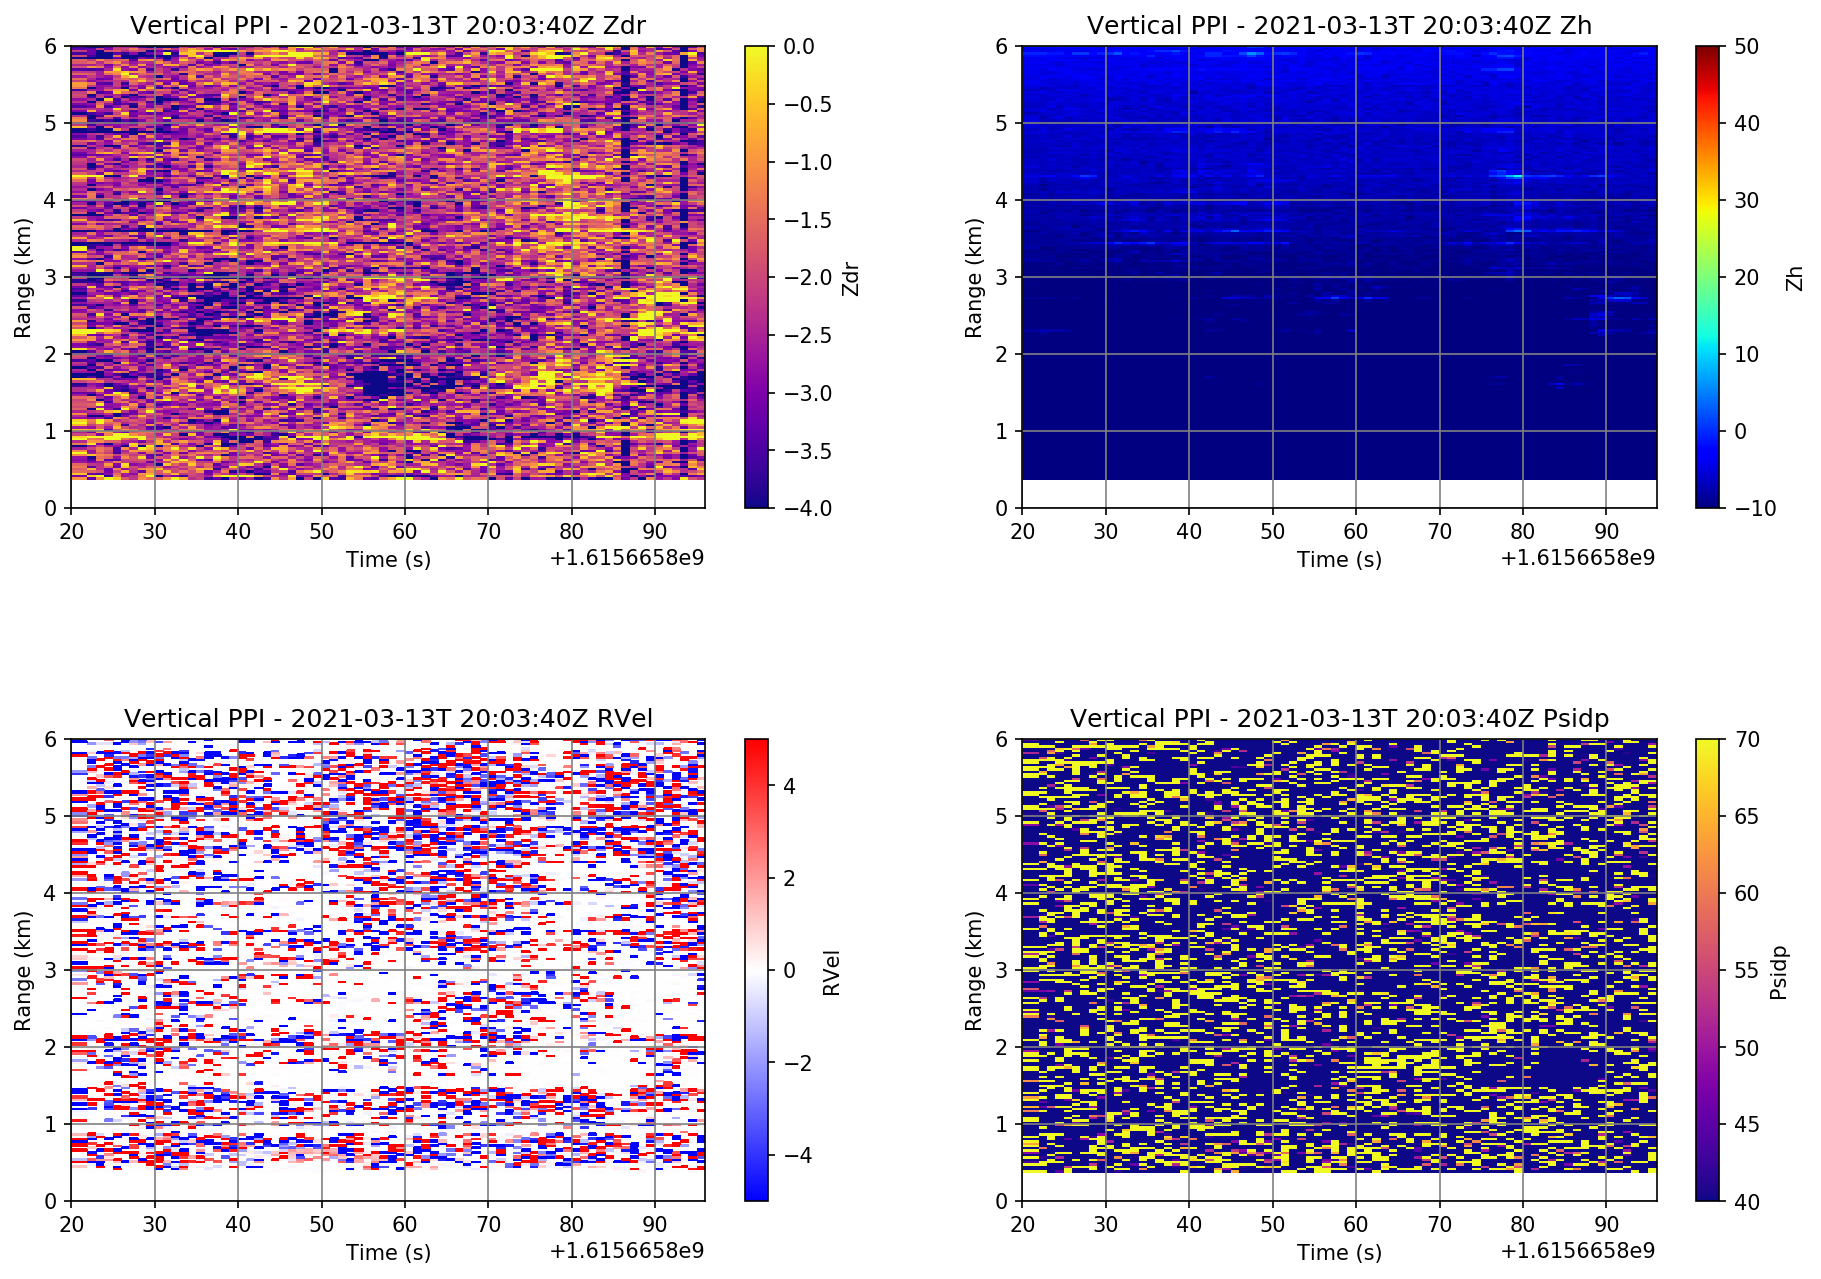 Vertical PPI - 2021-03-13T 20:03:40Z Zdr
6
5
4
3
2
1
0
Range (km)
20 30 40 50 60 70 80 90
Time (s)
+1.6156658e9
0.0
−0.5
−1.0
−1.5
−2.0
−2.5
−3.0
−3.5
−4.0
Zdr
Vertical PPI - 2021-03-13T 20:03:40Z Zh
6
5
4
3
2
1
0
Range (km)
20 30 40 50 60 70 80 90
Time (s)
+1.6156658e9
50
40
30
20
10
0
−10
Zh
Vertical PPI - 2021-03-13T 20:03:40Z RVel
6
5
4
3
2
1
0
Range (km)
20 30 40 50 60 70 80 90
Time (s)
+1.6156658e9
4
2
0
−2
−4
RVel
Vertical PPI - 2021-03-13T 20:03:40Z Psidp
6
5
4
3
2
1
0
Range (km)
20 30 40 50 60 70 80 90
Time (s)
+1.6156658e9
70
65
60
55
50
45
40
Psidp